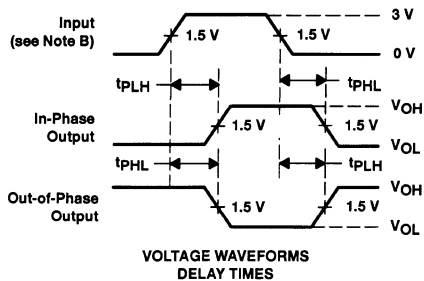 Input
(see Note B)
1.5 V
1.5 V
3 V
0 V
tPLH
tPHL
In-Phase
Output
1.5 V
1.5 V
VOH
VOL
tPHL
tPLH
Out-of-Phase
Output
1.5 V
1.5 V
VOH
VOL
VOLTAGE WAVEFORMS
DELAY TIMES